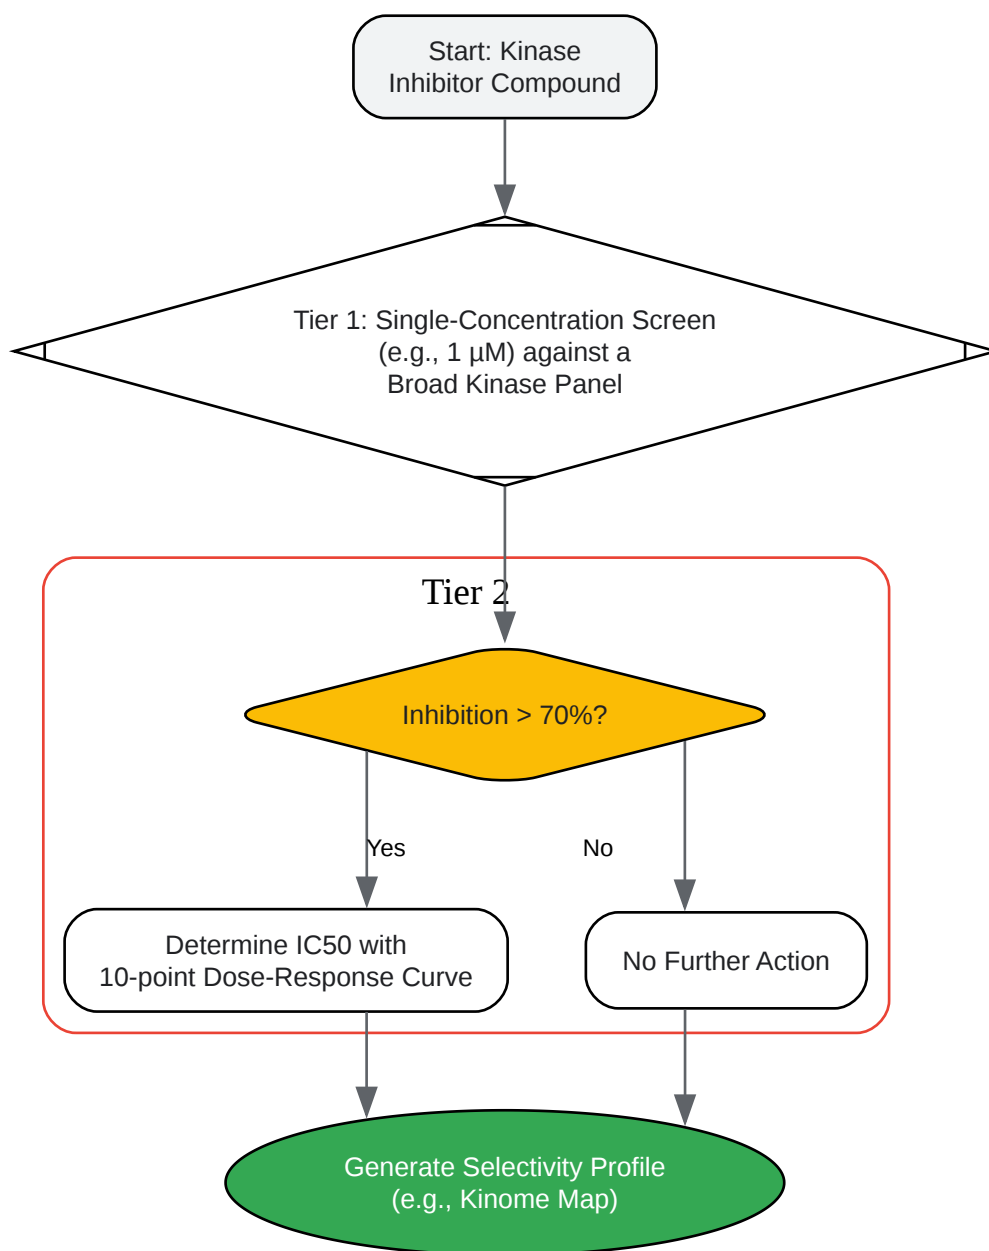 Start: Kinase
Inhibitor Compound
Tier 1: Single-Concentration Screen
(e.g., 1 µM) against a
Broad Kinase Panel
Tier 2
Inhibition > 70%?
Yes
No
Determine IC50 with
10-point Dose-Response Curve
No Further Action
Generate Selectivity Profile
(e.g., Kinome Map)